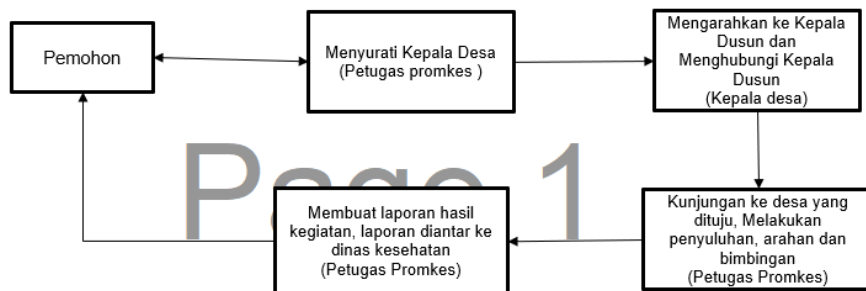 Pemohon
Menyurati Kepala Desa
(Petugas promkes )
Mengarahkan ke Kepala
Dusun dan
Menghubungi Kepala
Dusun
(Kepala desa)
Page 1
Membuat laporan hasil
kegiatan, laporan diantar ke
dinas kesehatan
(Petugas Promkes)
Kunjungan ke desa yang
dituju, Melakukan
penyuluhan, arahan dan
bimbingan
(Petugas Promkes)